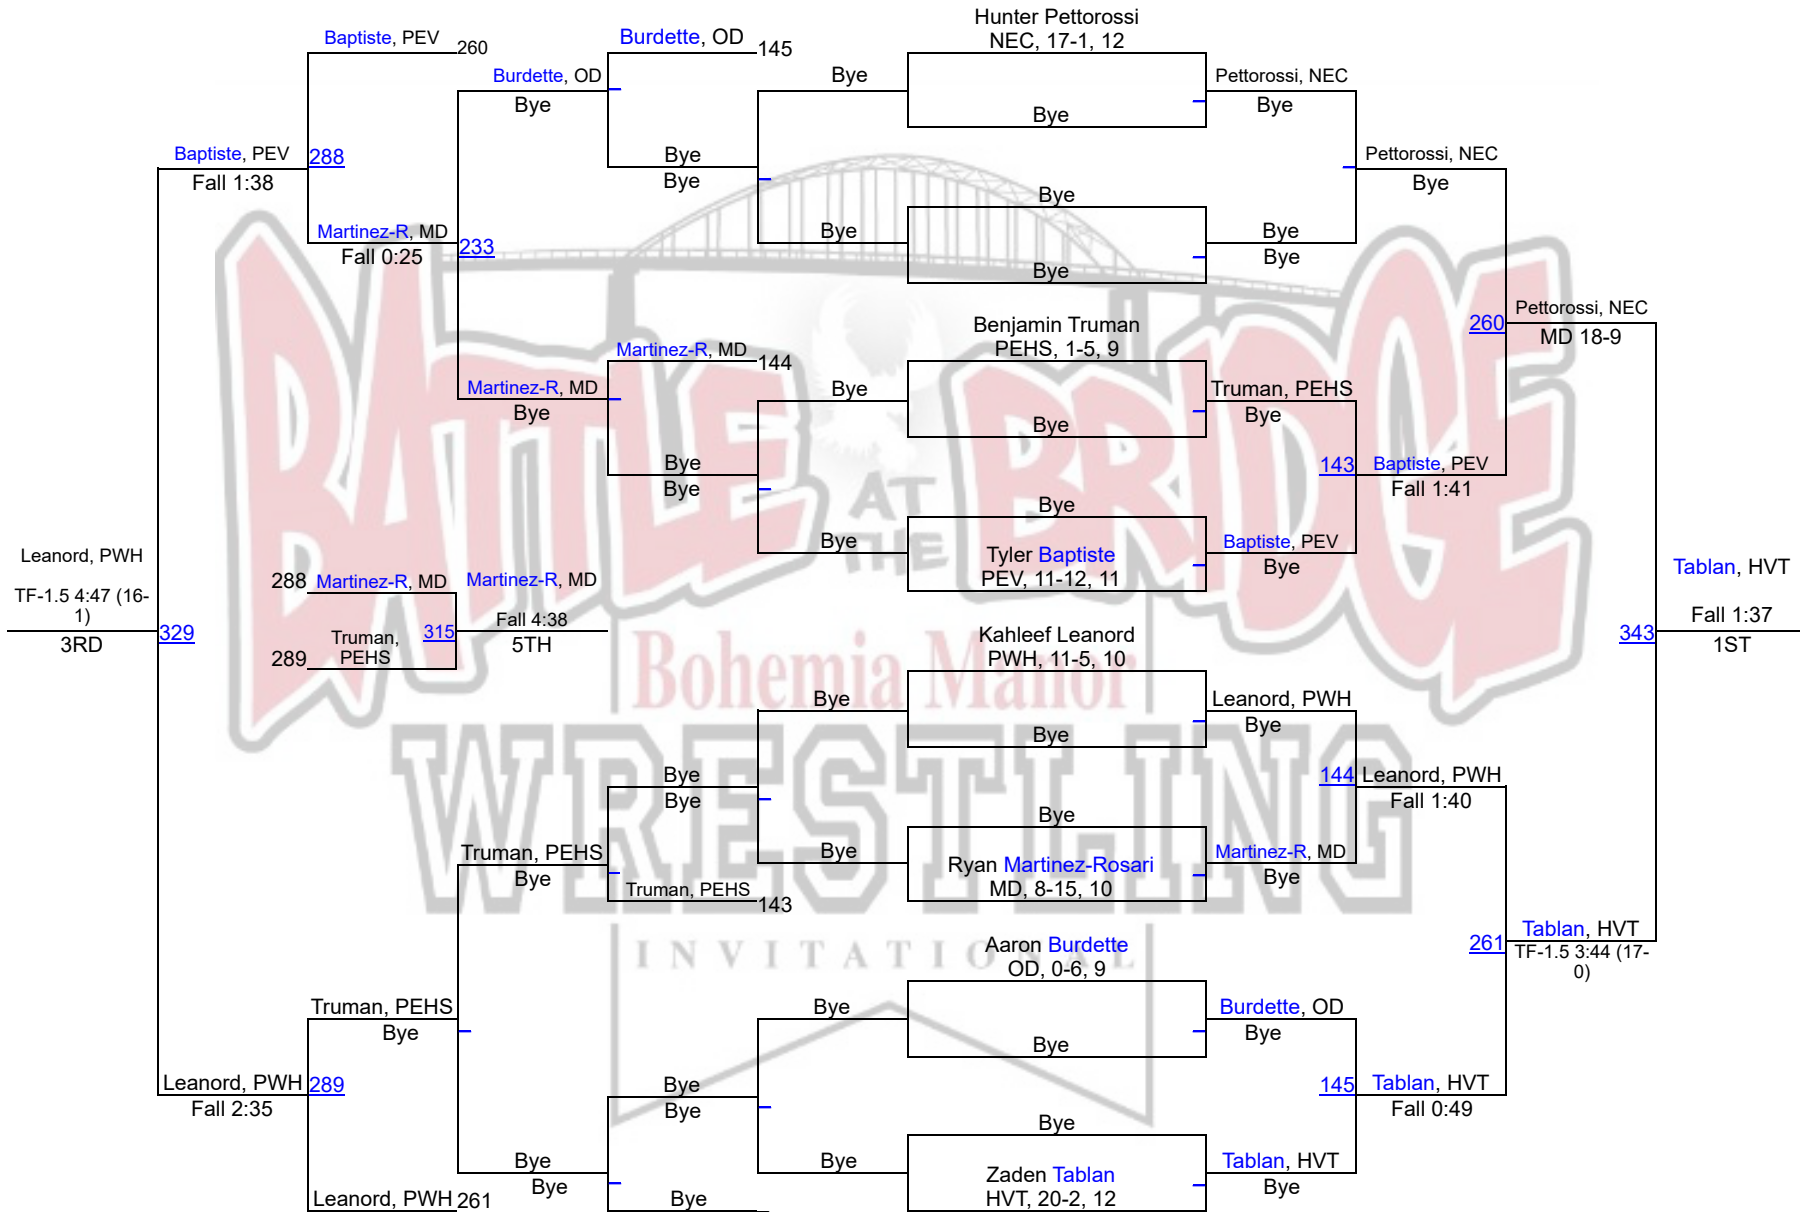 Hunter Pettorossi
NEC, 17-1, 12
Baptiste, PEV 260
Burdette, OD 145
Burdette, OD
Bye
Bye
Bye
Pettorossi, NEC
Bye
Baptiste, PEV
Fall 1:38
288
Bye
Bye
Pettorossi, NEC
Bye
Martinez-R, MD
Fall 0:25
233
Bye
Bye
Bye
Bye
Bye
Benjamin Truman
PEHS, 1-5, 9
260
Pettorossi, NEC
MD 18-9
Martinez-R, MD 144
Martinez-R, MD
Bye
Bye
Bye
Truman, PEHS
Bye
Bye
Bye
143
Baptiste, PEV
Fall 1:41
Bye
Bye
Tyler Baptiste
PEV, 11-12, 11
Baptiste, PEV
Bye
BATTLE
AT
THE
BRIDGE
Leanord, PWH
TF-1.5 4:47 (16-
1)
3RD
329
288 Martinez-R, MD
289 Truman,
PEHS
315
Martinez-R, MD
Fall 4:38
5TH
Tablan, HVT
Fall 1:37
1ST
343
Bohemia Manor
Kahleef Leanord
PWH, 11-5, 10
Bye
Bye
Leanord, PWH
Bye
WRESTLING
Bye
Bye
144
Leanord, PWH
Fall 1:40
Bye
Truman, PEHS
Bye
Bye
Ryan Martinez-Rosari
MD, 8-15, 10
Martinez-R, MD
Bye
Truman, PEHS
143
INVITATIONAL
Aaron Burdette
OD, 0-6, 9
261
Tablan, HVT
TF-1.5 3:44 (17-
0)
Truman, PEHS
Bye
Bye
Bye
Burdette, OD
Bye
Leanord, PWH
Fall 2:35
289
Bye
Bye
145
Tablan, HVT
Fall 0:49
Bye
Bye
Bye
Bye
Zaden Tablan
HVT, 20-2, 12
Tablan, HVT
Bye
Leanord, PWH 261
Bye